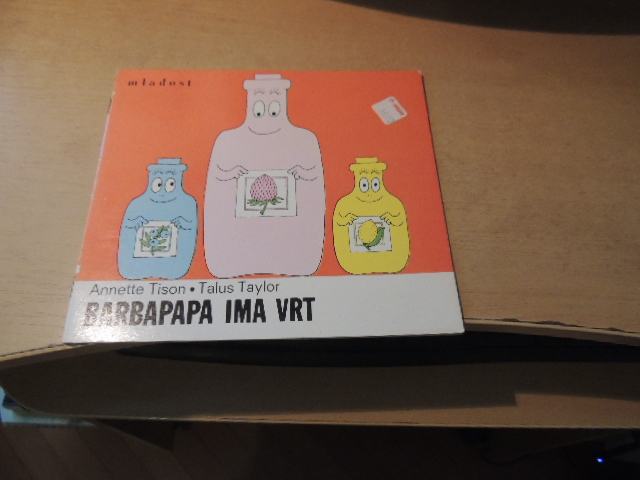 mladost
Annette Tison • Talus Taylor
BARBAPAPA IMA VRT